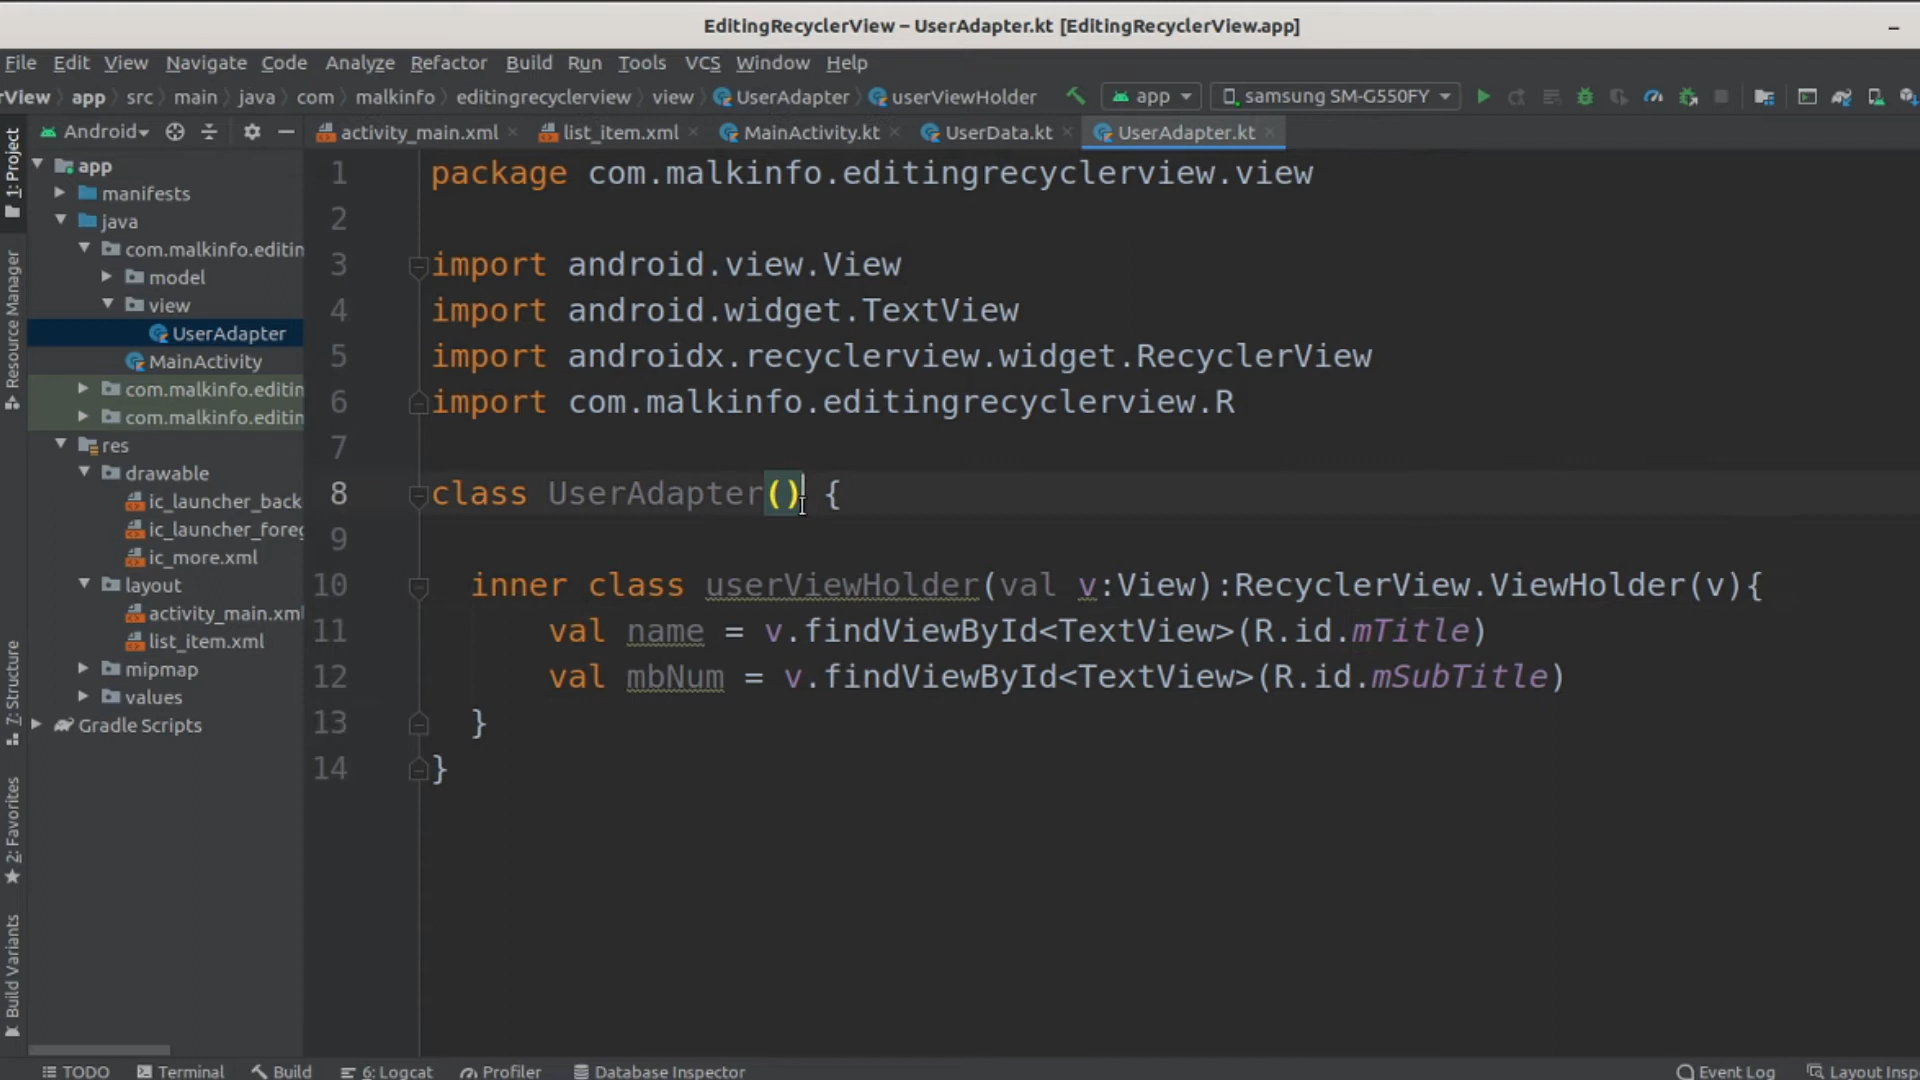 EditingRecyclerView – UserAdapter.kt [EditingRecyclerView.app]
File Edit View Navigate Code Analyze Refactor Build Run Tools VCS Window Help
rView app src main java com malkinfo editingrecyclerview view UserAdapter userViewHolder app samsung SM-G550FY
Android activity_main.xml list_item.xml MainActivity.kt UserData.kt UserAdapter.kt
1: Project
Resource Manager
7: Structure
2: Favorites
Build Variants
app
manifests
java
com.malkinfo.editin
model
view
UserAdapter
MainActivity
com.malkinfo.editin
com.malkinfo.editin
res
drawable
ic_launcher_back
ic_launcher_foreg
ic_more.xml
layout
activity_main.xml
list_item.xml
mipmap
values
Gradle Scripts
1 package com.malkinfo.editingrecyclerview.view
2
3 import android.view.View
4 import android.widget.TextView
5 import androidx.recyclerview.widget.RecyclerView
6 import com.malkinfo.editingrecyclerview.R
7
8 class UserAdapter() {
9
10 inner class userViewHolder(val v:View):RecyclerView.ViewHolder(v){
11 val name = v.findViewById<TextView>(R.id.mTitle)
12 val mbNum = v.findViewById<TextView>(R.id.mSubTitle)
13 }
14 }
TODO Terminal Build 6: Logcat Profiler Database Inspector Event Log Layout Insp